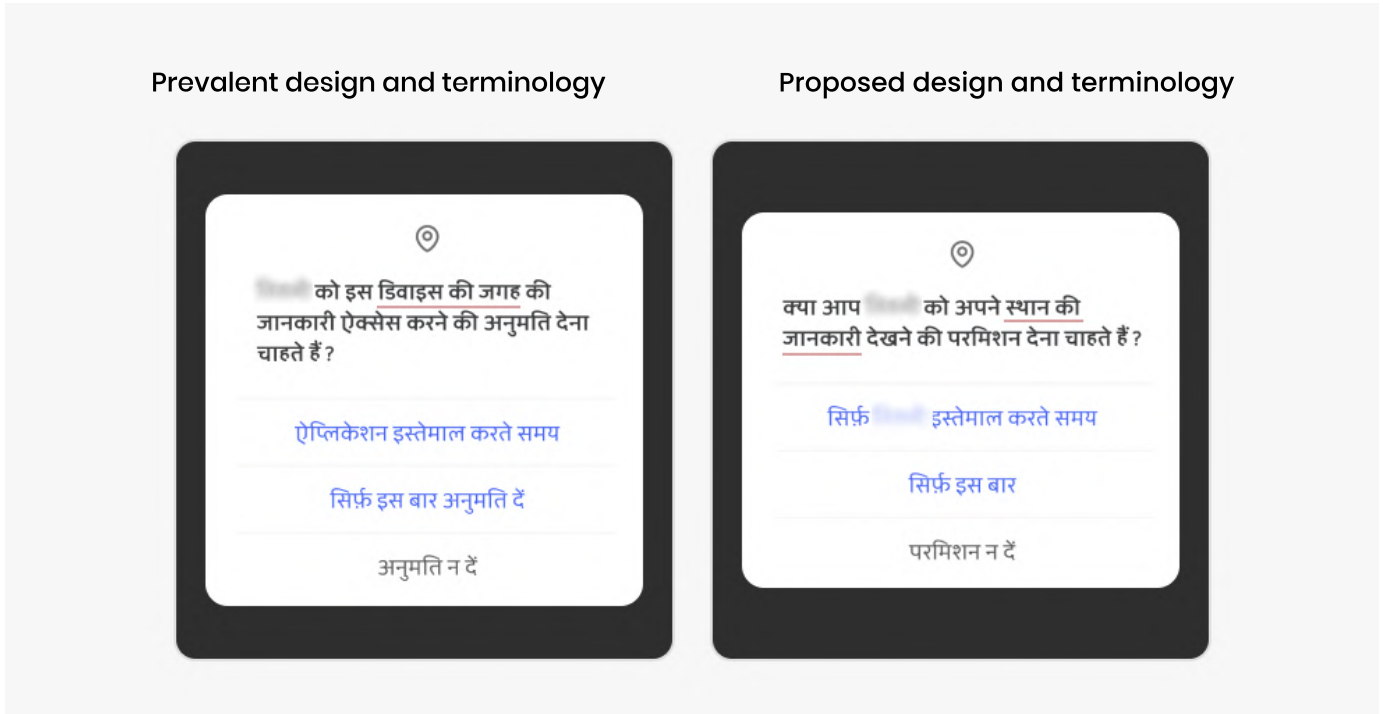 Prevalent design and terminology
को इस डिवाइस की जगह की
जानकारी ऐक्सेस करने की अनुमति देना
चाहते हैं ?
ऐप्लिकेशन इस्तेमाल करते समय
सिर्फ़ इस बार अनुमति दें
अनुमति न दें
Proposed design and terminology
क्या आप को अपने स्थान की
जानकारी देखने की परमिशन देना चाहते हैं ?
सिर्फ़ इस्तेमाल करते समय
सिर्फ़ इस बार
परमिशन न दें